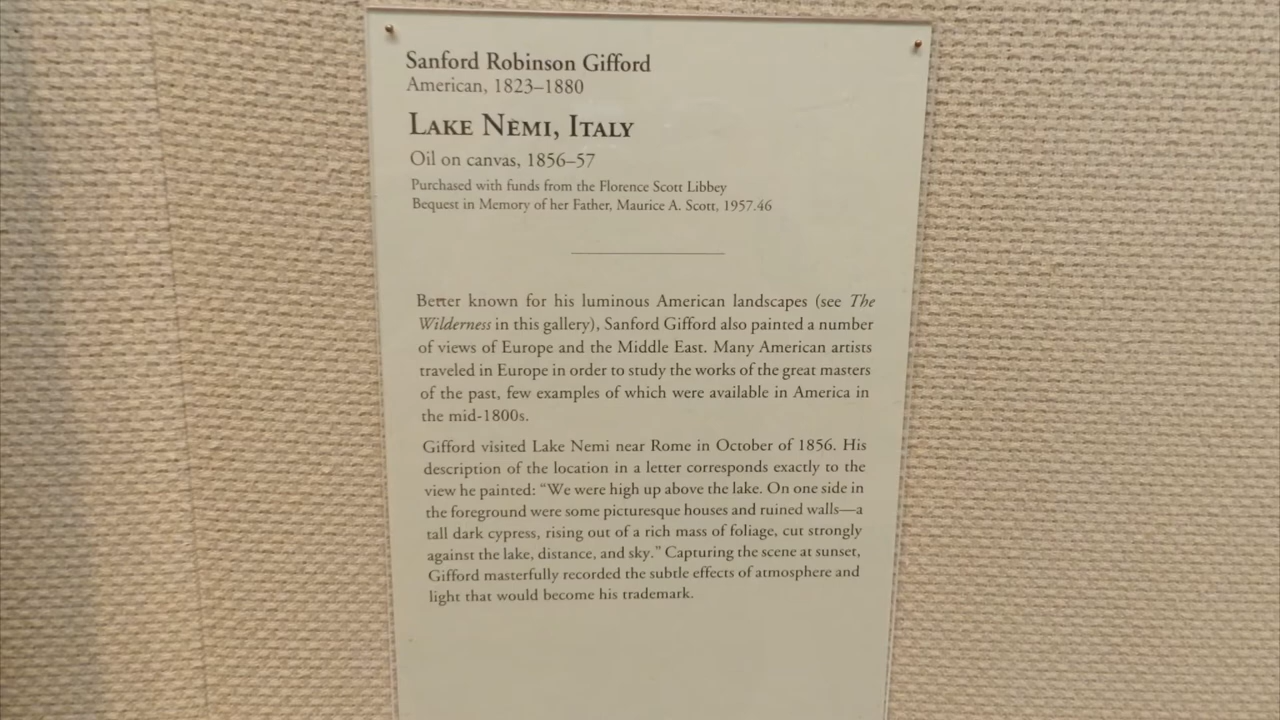 Sanford Robinson Gifford
American, 1823–1880
LAKE NEMI, ITALY
Oil on canvas, 1856–57
Purchased with funds from the Florence Scott Libbey
Bequest in Memory of her Father, Maurice A. Scott, 1957.46
Better known for his luminous American landscapes (see The
Wilderness in this gallery), Sanford Gifford also painted a number
of views of Europe and the Middle East. Many American artists
traveled in Europe in order to study the works of the great masters
of the past, few examples of which were available in America in
the mid-1800s.
Gifford visited Lake Nemi near Rome in October of 1856. His
description of the location in a letter corresponds exactly to the
view he painted: “We were high up above the lake. On one side in
the foreground were some picturesque houses and ruined walls—a
tall dark cypress, rising out of a rich mass of foliage, cut strongly
against the lake, distance, and sky.” Capturing the scene at sunset,
Gifford masterfully recorded the subtle effects of atmosphere and
light that would become his trademark.